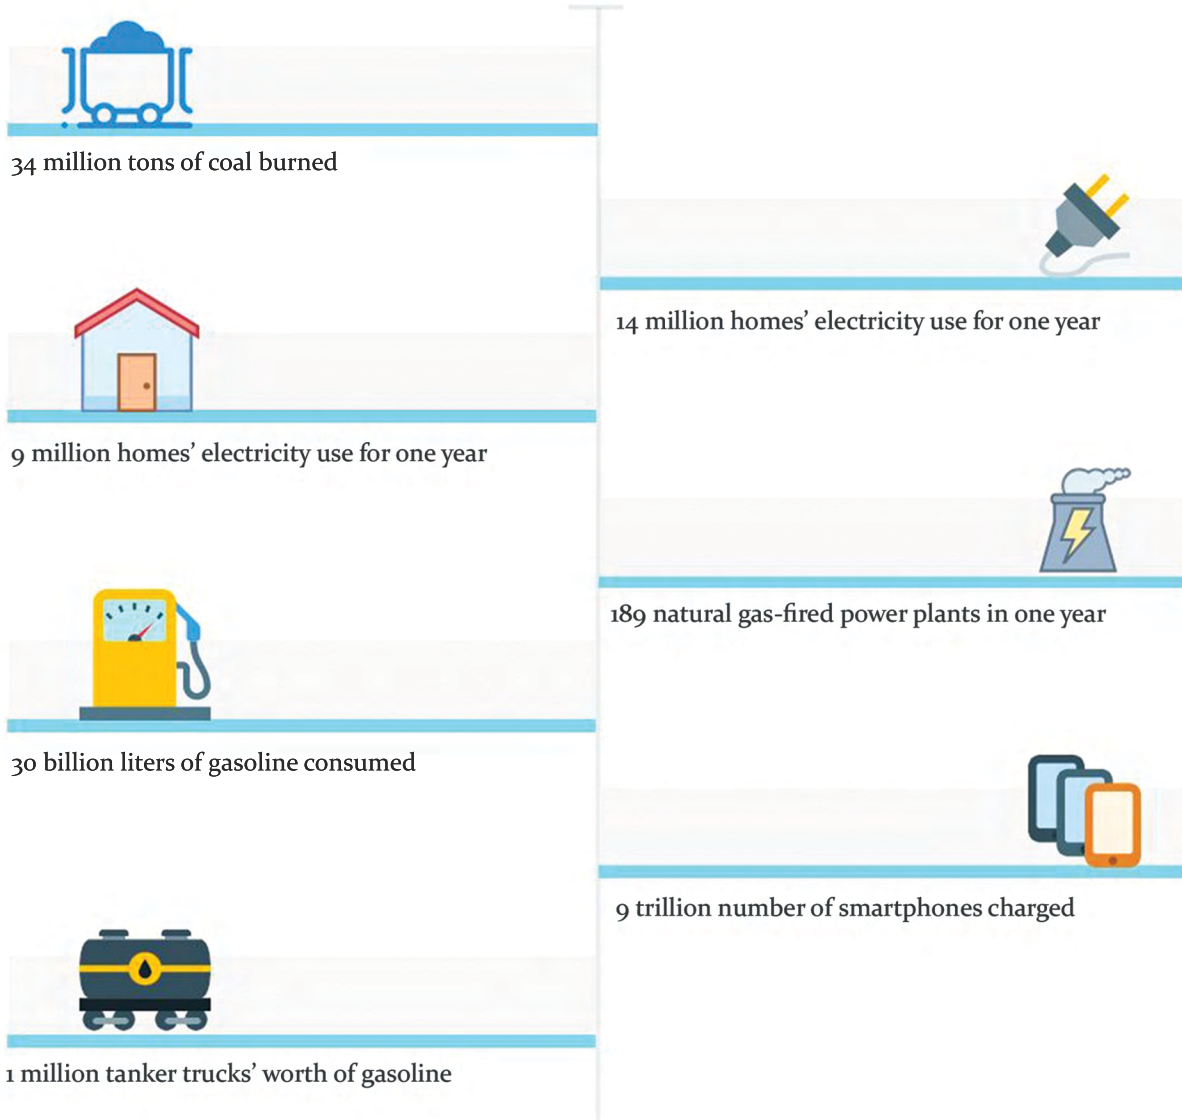 34 million tons of coal burned
14 million homes’ electricity use for one year
9 million homes’ electricity use for one year
189 natural gas-fired power plants in one year
30 billion liters of gasoline consumed
9 trillion number of smartphones charged
1 million tanker trucks’ worth of gasoline